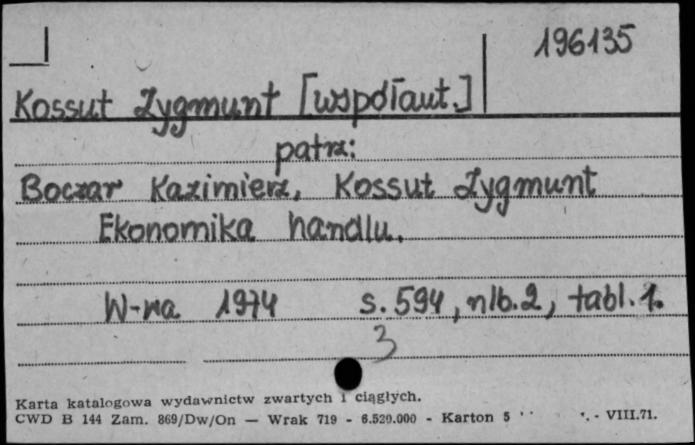 196135
Kossut Zygmunt [współaut.]
patrz:
Boczar Kazimierz, Kossut Zygmunt
Ekonomika handlu.
W-wa 1974 s. 594, nlb. 2, tabl. 1.
3
Karta katalogowa wydawnictw zwartych i ciągłych.
CWD B 144 Zam. 869/Dw/On — Wrak 719 - 6.520.000 - Karton 5 - VIII.71.